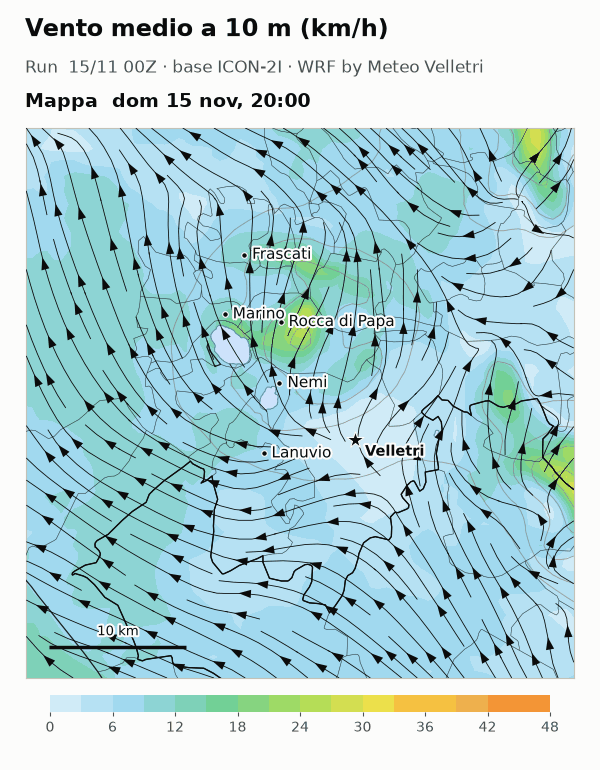 Vento medio a 10 m (km/h)
Run 15/11 00Z · base ICON-2I · WRF by Meteo Velletri
Mappa dom 15 nov, 20:00
Frascati
Marino
Rocca di Papa
Nemi
Velletri
Lanuvio
10 km
0 6 12 18 24 30 36 42 48